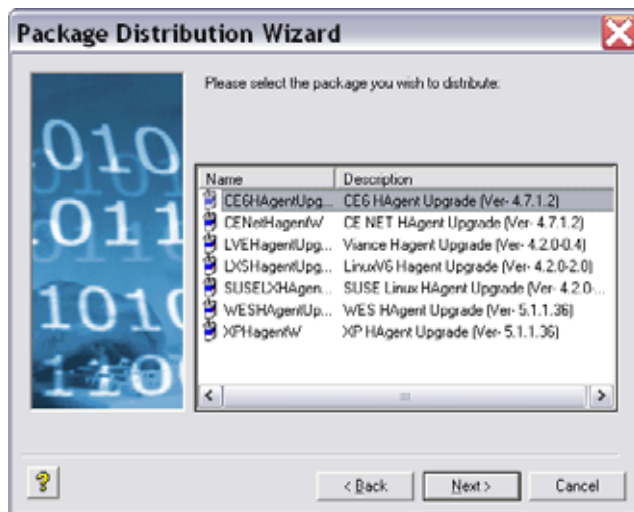 Package Distribution Wizard
Please select the package you wish to distribute:
Name Description
CE6HAgentUpg... CE6 HAgent Upgrade (Ver- 4.7.1.2)
CENetHagentW CE NET HAgent Upgrade (Ver- 4.7.1.2)
LVEHagentUpg... Viance Hagent Upgrade (Ver- 4.2.0-0.4)
LXSHagentUpg... LinuxV6 Hagent Upgrade (Ver- 4.2.0-2.0)
SUSELXHAgen... SUSE Linux HAgent Upgrade (Ver- 4.2.0-...
WESHAgentUp... WES HAgent Upgrade (Ver- 5.1.1.36)
XPHagentW XP HAgent Upgrade (Ver- 5.1.1.36)
010
011
1010
1100
? < Back Next > Cancel